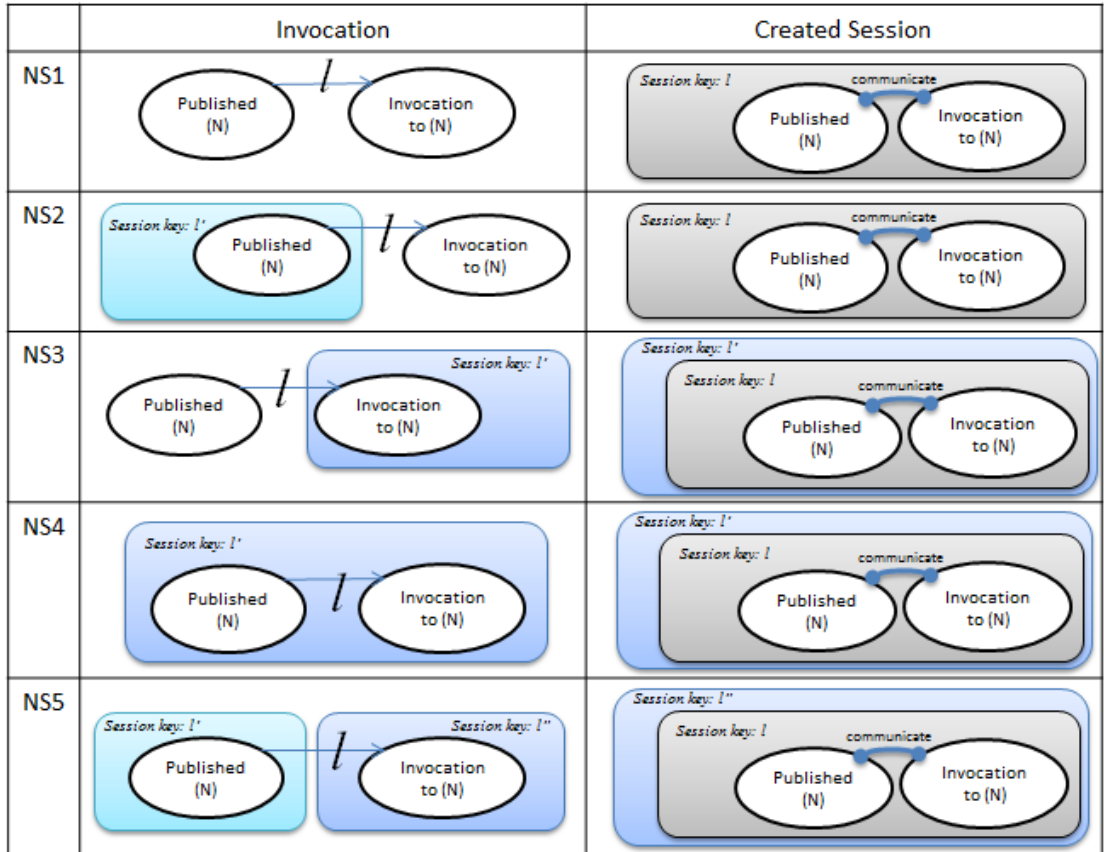 Invocation
Created Session
NS1
Published
(N)
l
Invocation
to (N)
Session key: l
communicate
Published
(N)
Invocation
to (N)
NS2
Session key: l'
Published
(N)
l
Invocation
to (N)
Session key: l
communicate
Published
(N)
Invocation
to (N)
NS3
Published
(N)
l
Session key: l'
Invocation
to (N)
Session key: l'
Session key: l
communicate
Published
(N)
Invocation
to (N)
NS4
Session key: l'
Published
(N)
l
Invocation
to (N)
Session key: l'
Session key: l
communicate
Published
(N)
Invocation
to (N)
NS5
Session key: l'
Published
(N)
l
Session key: l"
Invocation
to (N)
Session key: l"
Session key: l
communicate
Published
(N)
Invocation
to (N)